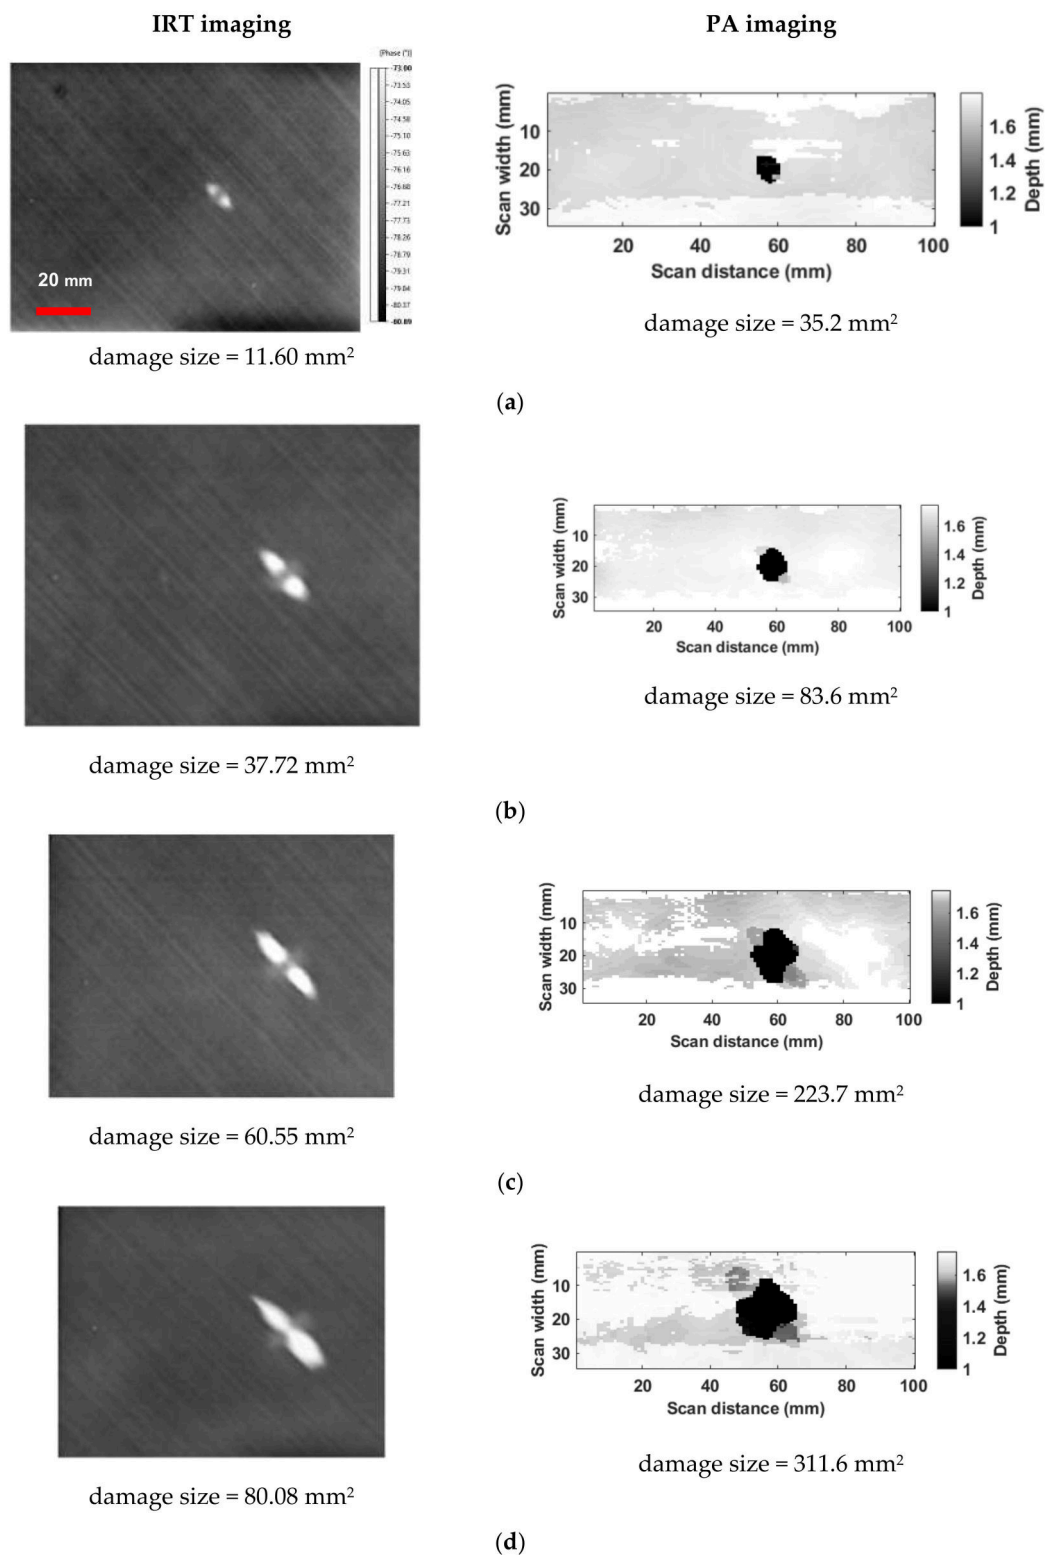 IRT imaging
PA imaging
[Phase (°)]
-73.00
-73.53
-74.05
-74.58
-75.10
-75.63
-76.16
-76.68
-77.21
-77.73
-78.26
-78.79
-79.31
-79.84
-80.37
-80.89
20 mm
Scan width (mm)
10
20
30
20 40 60 80 100
Scan distance (mm)
1.6
1.4
1.2
1
Depth (mm)
damage size = 11.60 mm²
damage size = 35.2 mm²
(a)
Scan width (mm)
10
20
30
20 40 60 80 100
Scan distance (mm)
1.6
1.4
1.2
1
Depth (mm)
damage size = 37.72 mm²
damage size = 83.6 mm²
(b)
Scan width (mm)
10
20
30
20 40 60 80 100
Scan distance (mm)
1.6
1.4
1.2
1
Depth (mm)
damage size = 60.55 mm²
damage size = 223.7 mm²
(c)
Scan width (mm)
10
20
30
20 40 60 80 100
Scan distance (mm)
1.6
1.4
1.2
1
Depth (mm)
damage size = 80.08 mm²
damage size = 311.6 mm²
(d)